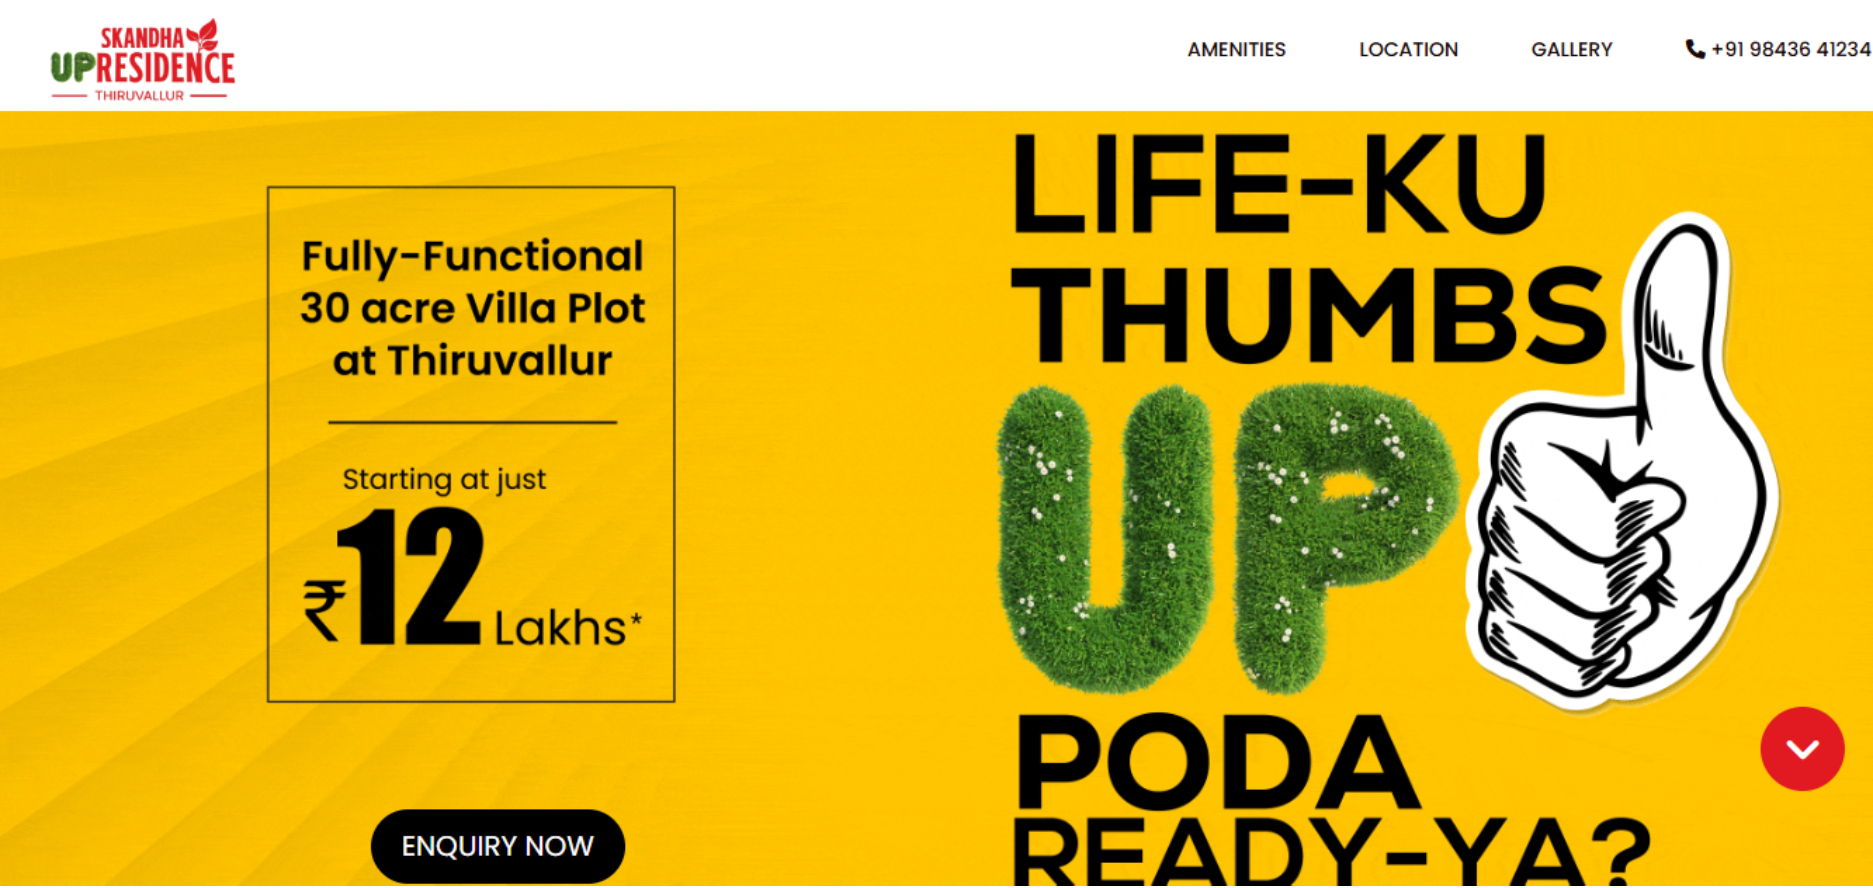 SKANDHA
UPRESIDENCE
THIRUVALLUR
AMENITIES
LOCATION
GALLERY
+91 98436 41234
Fully-Functional
30 acre Villa Plot
at Thiruvallur
Starting at just
₹12 Lakhs*
ENQUIRY NOW
LIFE-KU
THUMBS
UP
PODA
READY-YA?